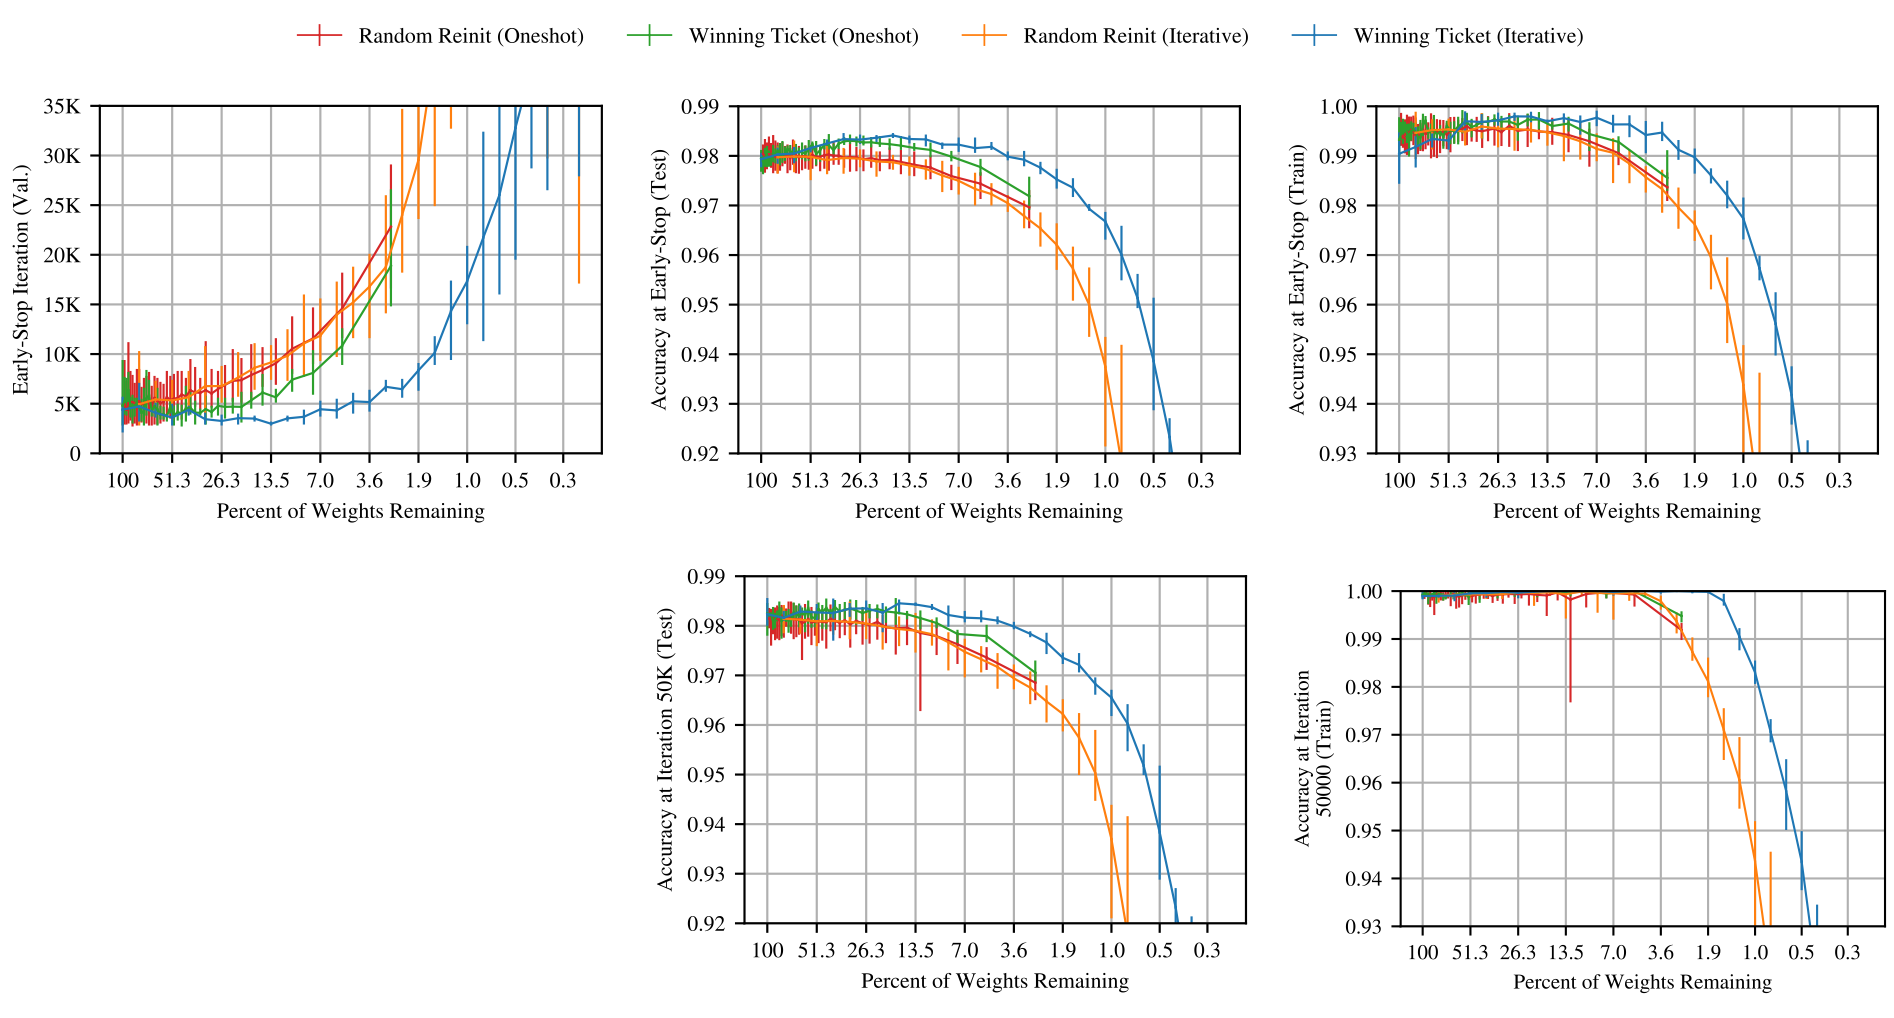 Random Reinit (Oneshot) Winning Ticket (Oneshot) Random Reinit (Iterative) Winning Ticket (Iterative)
35K
30K
25K
20K
15K
10K
5K
0
Early-Stop Iteration (Val.)
100 51.3 26.3 13.5 7.0 3.6 1.9 1.0 0.5 0.3
Percent of Weights Remaining
0.99
0.98
0.97
0.96
0.95
0.94
0.93
0.92
Accuracy at Early-Stop (Test)
100 51.3 26.3 13.5 7.0 3.6 1.9 1.0 0.5 0.3
Percent of Weights Remaining
1.00
0.99
0.98
0.97
0.96
0.95
0.94
0.93
Accuracy at Early-Stop (Train)
100 51.3 26.3 13.5 7.0 3.6 1.9 1.0 0.5 0.3
Percent of Weights Remaining
0.99
0.98
0.97
0.96
0.95
0.94
0.93
0.92
Accuracy at Iteration 50K (Test)
100 51.3 26.3 13.5 7.0 3.6 1.9 1.0 0.5 0.3
Percent of Weights Remaining
1.00
0.99
0.98
0.97
0.96
0.95
0.94
0.93
Accuracy at Iteration
50000 (Train)
100 51.3 26.3 13.5 7.0 3.6 1.9 1.0 0.5 0.3
Percent of Weights Remaining